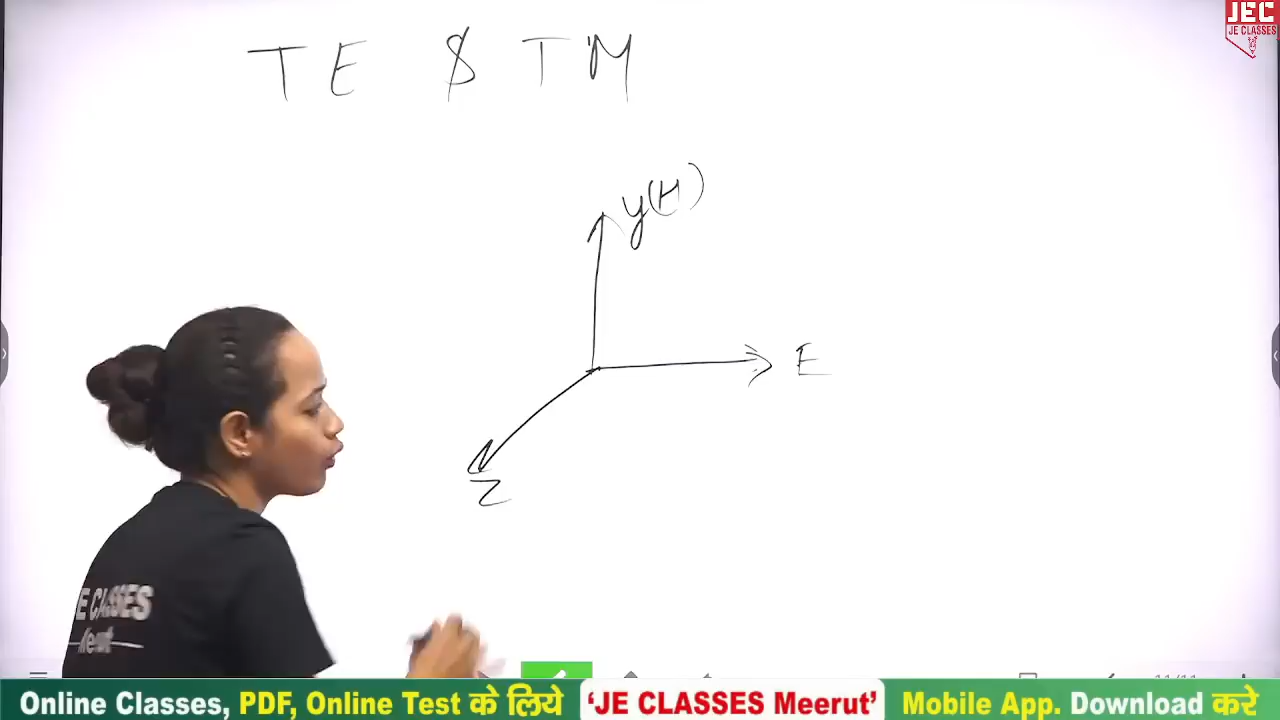 JEC
JE CLASSES
TE & TM
y(H)
E
Z
E CLASSES
Online Classes, PDF, Online Test के लिये 'JE CLASSES Meerut' Mobile App. Download करे